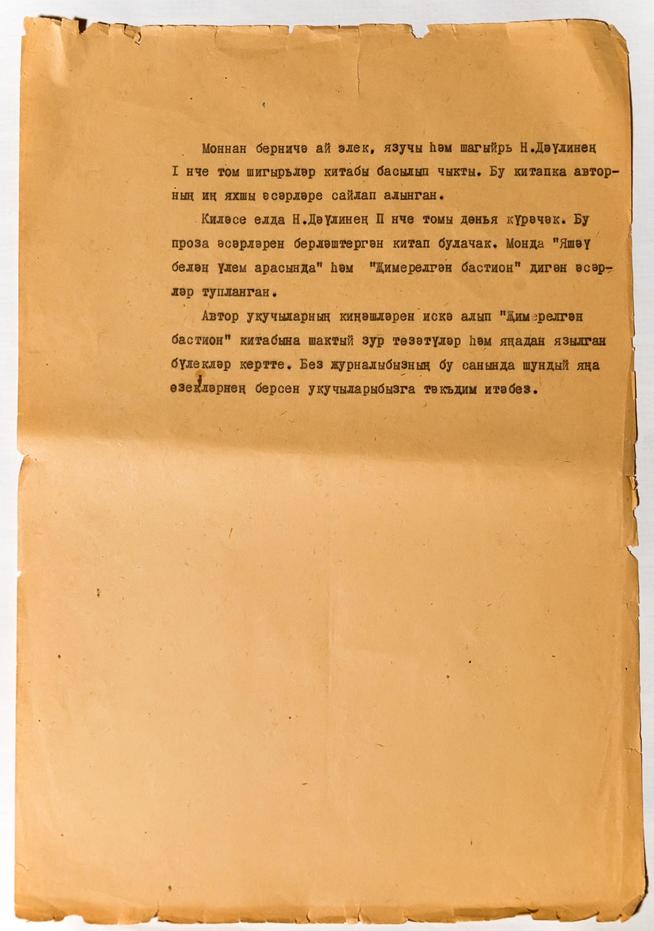 Моннан берничә ай элек, язучы һәм шагыйрь Н.Дәүлинең
I нче том шигырьләр китабы басылып чыкты. Бу китапка автор-
ның иң яхшы әсәрләре сайлап алынган.
Киләсе елда Н.Дәүлинең П нче томы дөнья күрәчәк. Бу
проза әсәрләрен берләштергән китап булачак. Монда "Яшәү
белән үлем арасында" һәм "Җимерелгән бастион" дигән әсәр-
ләр тупланган.
Автор укучыларның киңәшләрен искә алып "Җимерелгән
бастион" китабына шактый зур төзәтүләр һәм яңадан язылган
бүлекләр кертте. Без журналыбызның бу санында шундый яңа
өзекләрнең берсен укучыларыбызга тәкъдим итәбез.